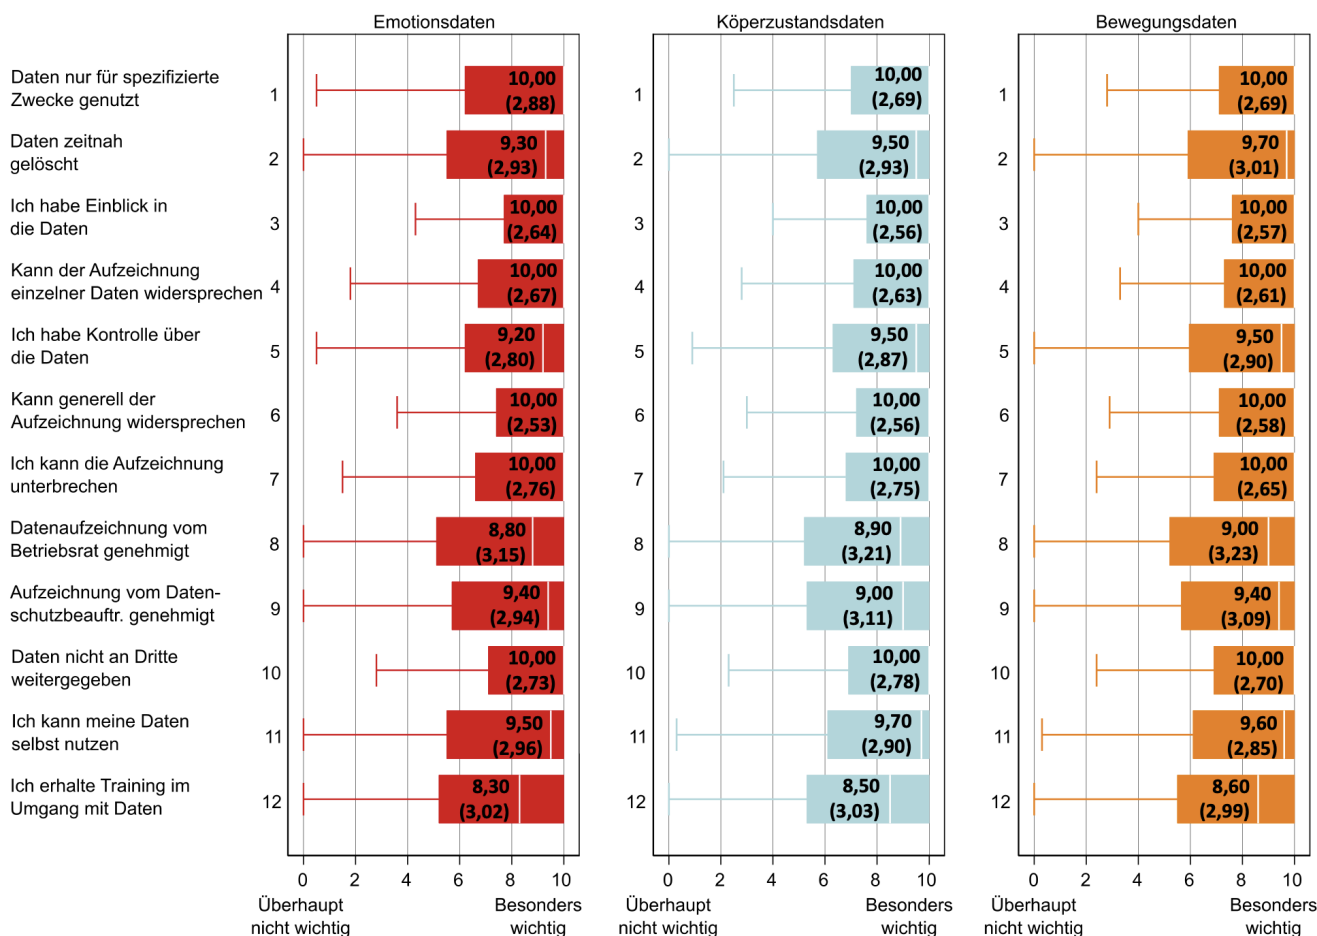 Emotionsdaten
Köperzustandsdaten
Bewegungsdaten
Daten nur für spezifizierte
Zwecke genutzt
1
10,00
(2,88)
1
10,00
(2,69)
1
10,00
(2,69)
Daten zeitnah
gelöscht
2
9,30
(2,93)
2
9,50
(2,93)
2
9,70
(3,01)
Ich habe Einblick in
die Daten
3
10,00
(2,64)
3
10,00
(2,56)
3
10,00
(2,57)
Kann der Aufzeichnung
einzelner Daten widersprechen
4
10,00
(2,67)
4
10,00
(2,63)
4
10,00
(2,61)
Ich habe Kontrolle über
die Daten
5
9,20
(2,80)
5
9,50
(2,87)
5
9,50
(2,90)
Kann generell der
Aufzeichnung widersprechen
6
10,00
(2,53)
6
10,00
(2,56)
6
10,00
(2,58)
Ich kann die Aufzeichnung
unterbrechen
7
10,00
(2,76)
7
10,00
(2,75)
7
10,00
(2,65)
Datenaufzeichnung vom
Betriebsrat genehmigt
8
8,80
(3,15)
8
8,90
(3,21)
8
9,00
(3,23)
Aufzeichnung vom Daten-
schutzbeauftr. genehmigt
9
9,40
(2,94)
9
9,00
(3,11)
9
9,40
(3,09)
Daten nicht an Dritte
weitergegeben
10
10,00
(2,73)
10
10,00
(2,78)
10
10,00
(2,70)
Ich kann meine Daten
selbst nutzen
11
9,50
(2,96)
11
9,70
(2,90)
11
9,60
(2,85)
Ich erhalte Training im
Umgang mit Daten
12
8,30
(3,02)
12
8,50
(3,03)
12
8,60
(2,99)
0 2 4 6 8 10
Überhaupt
nicht wichtig
Besonders
wichtig
0 2 4 6 8 10
Überhaupt
nicht wichtig
Besonders
wichtig
0 2 4 6 8 10
Überhaupt
nicht wichtig
Besonders
wichtig